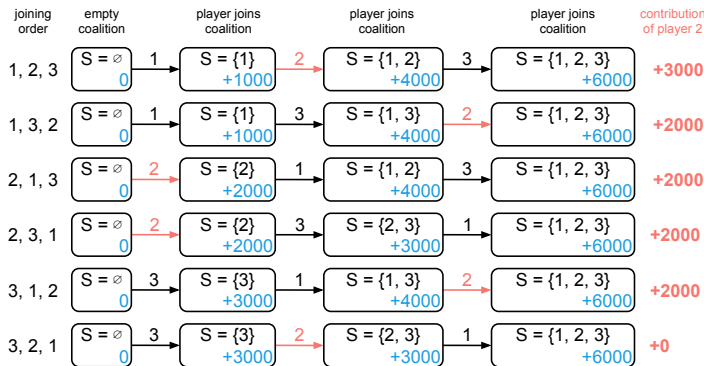 joining order
empty coalition
player joins coalition
player joins coalition
player joins coalition
contribution of player 2
1, 2, 3
S = ∅
0
1
S = {1}
+1000
2
S = {1, 2}
+4000
3
S = {1, 2, 3}
+6000
+3000
1, 3, 2
S = ∅
0
1
S = {1}
+1000
3
S = {1, 3}
+4000
2
S = {1, 2, 3}
+6000
+2000
2, 1, 3
S = ∅
0
2
S = {2}
+2000
1
S = {1, 2}
+4000
3
S = {1, 2, 3}
+6000
+2000
2, 3, 1
S = ∅
0
2
S = {2}
+2000
3
S = {2, 3}
+3000
1
S = {1, 2, 3}
+6000
+2000
3, 1, 2
S = ∅
0
3
S = {3}
+3000
1
S = {1, 3}
+4000
2
S = {1, 2, 3}
+6000
+2000
3, 2, 1
S = ∅
0
3
S = {3}
+3000
2
S = {2, 3}
+3000
1
S = {1, 2, 3}
+6000
+0